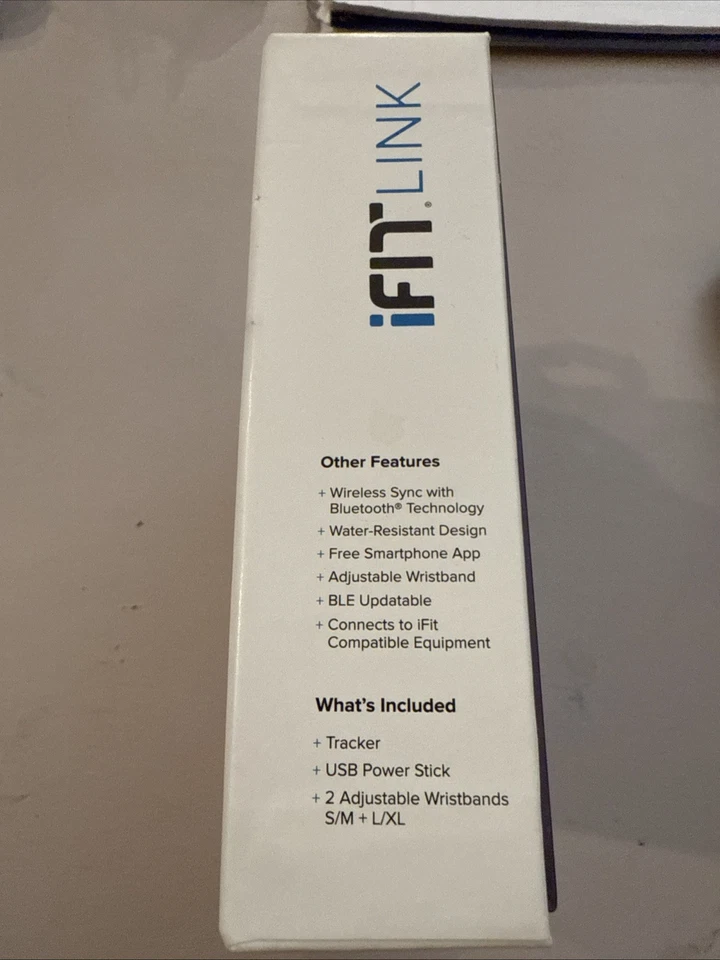 iFIT® LINK
Other Features
+ Wireless Sync with
Bluetooth® Technology
+ Water-Resistant Design
+ Free Smartphone App
+ Adjustable Wristband
+ BLE Updatable
+ Connects to iFit
Compatible Equipment
What's Included
+ Tracker
+ USB Power Stick
+ 2 Adjustable Wristbands
S/M + L/XL